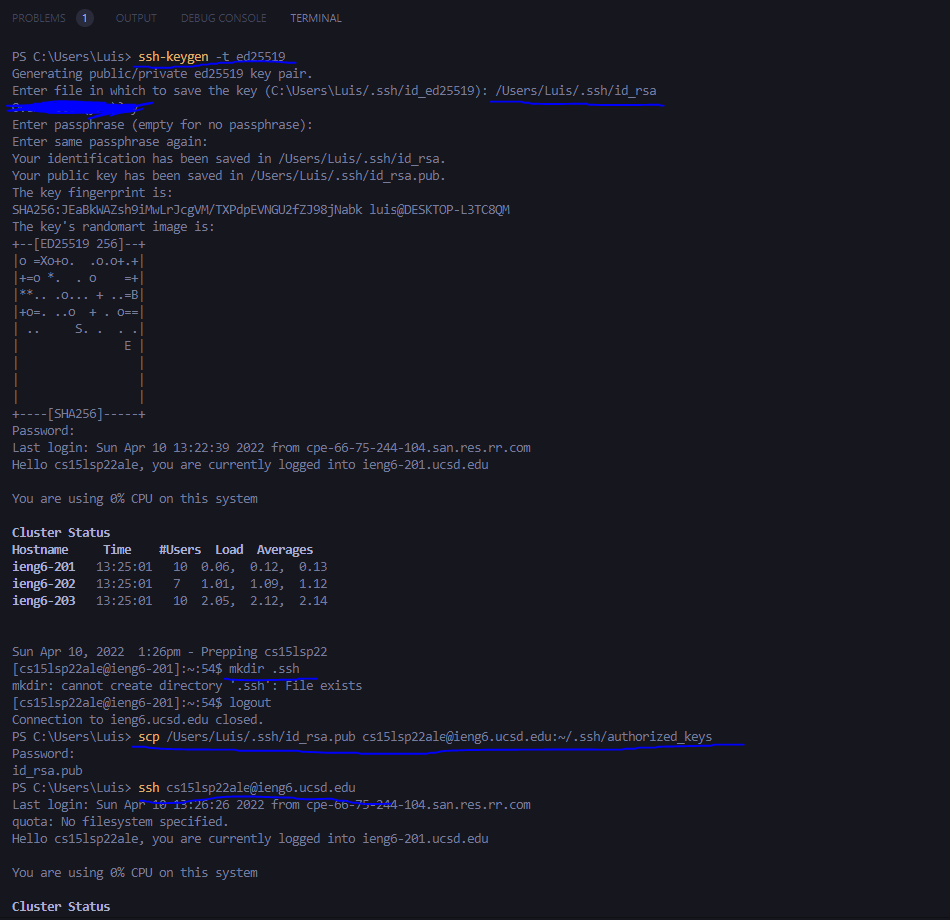 PROBLEMS 1 OUTPUT DEBUG CONSOLE TERMINAL
PS C:\Users\Luis> ssh-keygen -t ed25519
Generating public/private ed25519 key pair.
Enter file in which to save the key (C:\Users\Luis/.ssh/id_ed25519): /Users/Luis/.ssh/id_rsa
Enter passphrase (empty for no passphrase):
Enter same passphrase again:
Your identification has been saved in /Users/Luis/.ssh/id_rsa.
Your public key has been saved in /Users/Luis/.ssh/id_rsa.pub.
The key fingerprint is:
SHA256:JEaBkWAZsh9iMwLrJcgVM/TXPdpEVNGU2fZJ98jNabk luis@DESKTOP-L3TC8QM
The key's randomart image is:
+--[ED25519 256]--+
|o =Xo+o.  .o.o+.+|
|+=o *.  . o    =+|
|**.. .o... + ..=B|
|+o=. ..o  + . o==|
| ..     S. .  . .|
|               E |
|                 |
|                 |
|                 |
+----[SHA256]-----+
Password:
Last login: Sun Apr 10 13:22:39 2022 from cpe-66-75-244-104.san.res.rr.com
Hello cs15lsp22ale, you are currently logged into ieng6-201.ucsd.edu
You are using 0% CPU on this system
Cluster Status
Hostname     Time    #Users  Load  Averages
ieng6-201   13:25:01   10  0.06,  0.12,  0.13
ieng6-202   13:25:01   7   1.01,  1.09,  1.12
ieng6-203   13:25:01   10  2.05,  2.12,  2.14
Sun Apr 10, 2022  1:26pm - Prepping cs15lsp22
[cs15lsp22ale@ieng6-201]:~:54$ mkdir .ssh
mkdir: cannot create directory '.ssh': File exists
[cs15lsp22ale@ieng6-201]:~:54$ logout
Connection to ieng6.ucsd.edu closed.
PS C:\Users\Luis> scp /Users/Luis/.ssh/id_rsa.pub cs15lsp22ale@ieng6.ucsd.edu:~/.ssh/authorized_keys
Password:
id_rsa.pub
PS C:\Users\Luis> ssh cs15lsp22ale@ieng6.ucsd.edu
Last login: Sun Apr 10 13:26:26 2022 from cpe-66-75-244-104.san.res.rr.com
quota: No filesystem specified.
Hello cs15lsp22ale, you are currently logged into ieng6-201.ucsd.edu
You are using 0% CPU on this system
Cluster Status